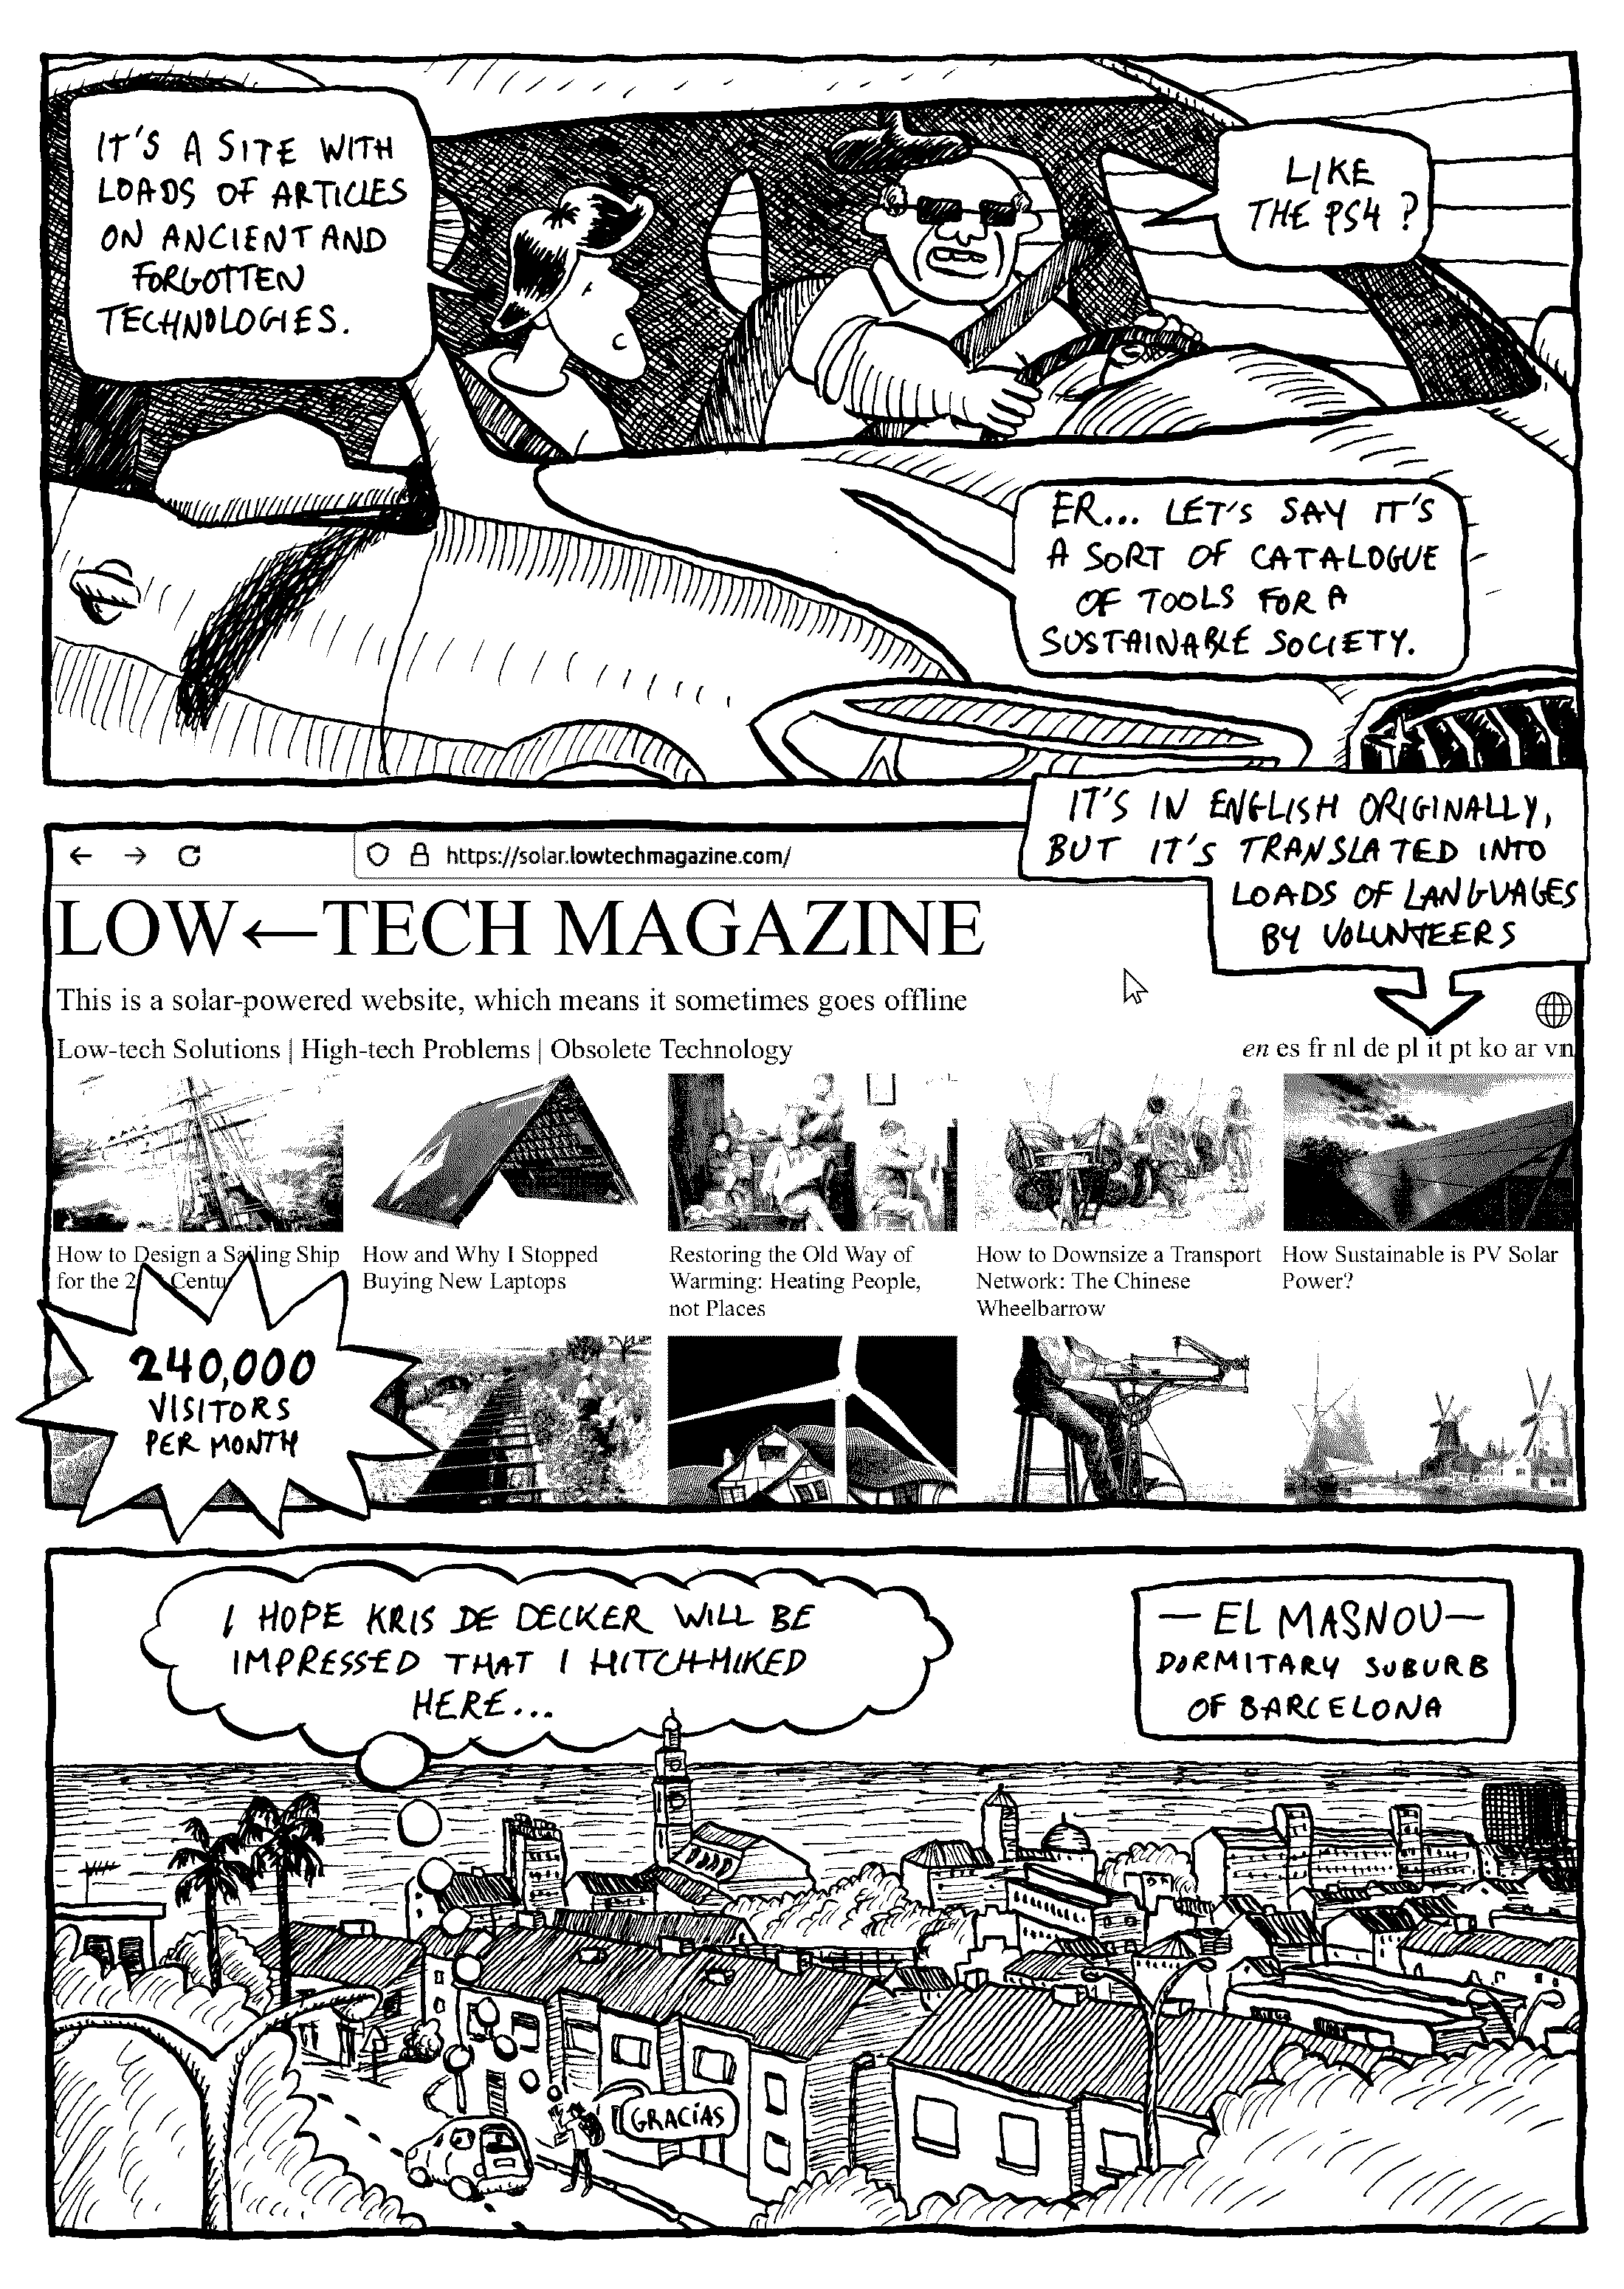 IT'S A SITE WITH
LOADS OF ARTICLES
ON ANCIENT AND
FORGOTTEN
TECHNOLOGIES.
LIKE
THE PS4 ?
ER... LET'S SAY IT'S
A SORT OF CATALOGUE
OF TOOLS FOR A
SUSTAINABLE SOCIETY.
IT'S IN ENGLISH ORIGINALLY,
BUT IT'S TRANSLATED INTO
LOADS OF LANGUAGES
BY VOLUNTEERS
https://solar.lowtechmagazine.com/
LOW←TECH MAGAZINE
This is a solar-powered website, which means it sometimes goes offline
Low-tech Solutions | High-tech Problems | Obsolete Technology
en es fr nl de pl it pt ko ar vn
How to Design a Sailing Ship
for the 2
How and Why I Stopped
Buying New Laptops
Restoring the Old Way of
Warming: Heating People,
not Places
How to Downsize a Transport
Network: The Chinese
Wheelbarrow
How Sustainable is PV Solar
Power?
240,000
VISITORS
PER MONTH
I HOPE KRIS DE DECKER WILL BE
IMPRESSED THAT I HITCH-HIKED
HERE...
— EL MASNOU —
DORMITARY SUBURB
OF BARCELONA
GRACIAS